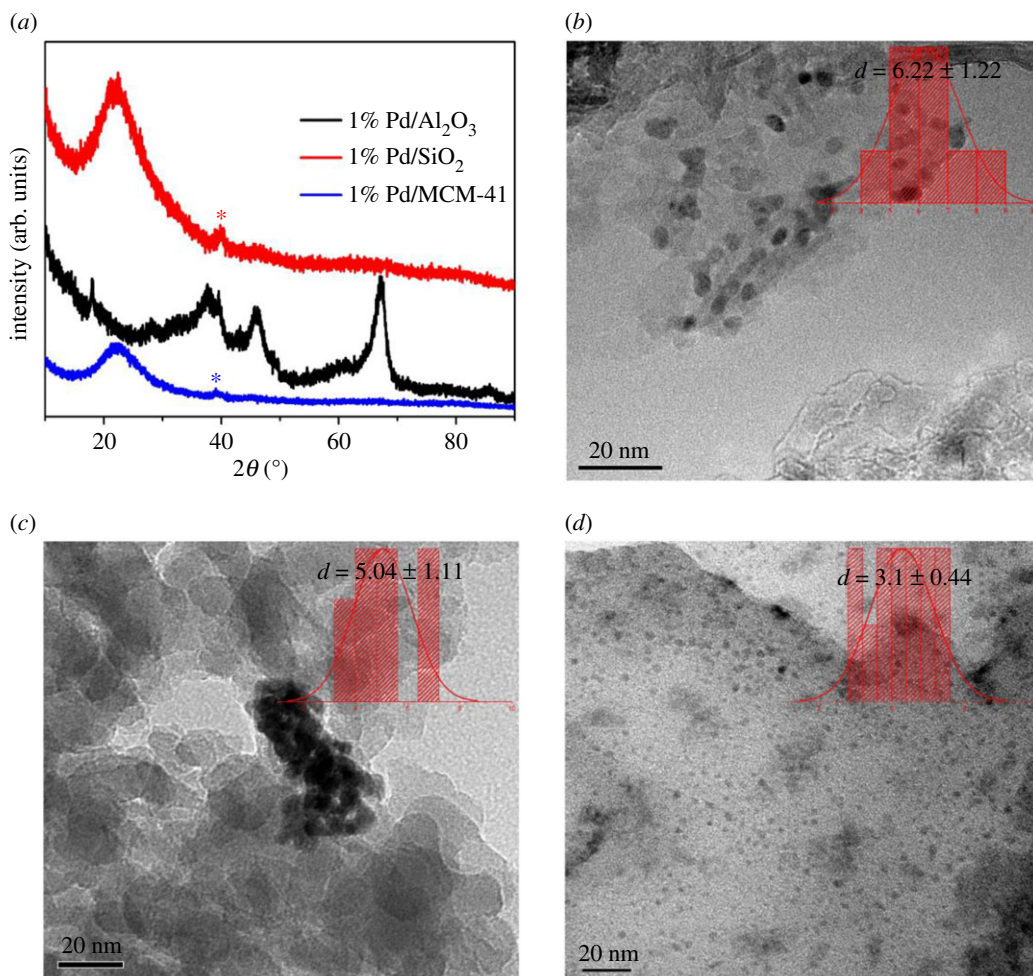 (a)
intensity (arb. units)
1% Pd/Al₂O₃
1% Pd/SiO₂
1% Pd/MCM-41
*
*
20 40 60 80
2θ (°)
(b)
d = 6.22 ± 1.22
20 nm
(c)
d = 5.04 ± 1.11
20 nm
(d)
d = 3.1 ± 0.44
20 nm